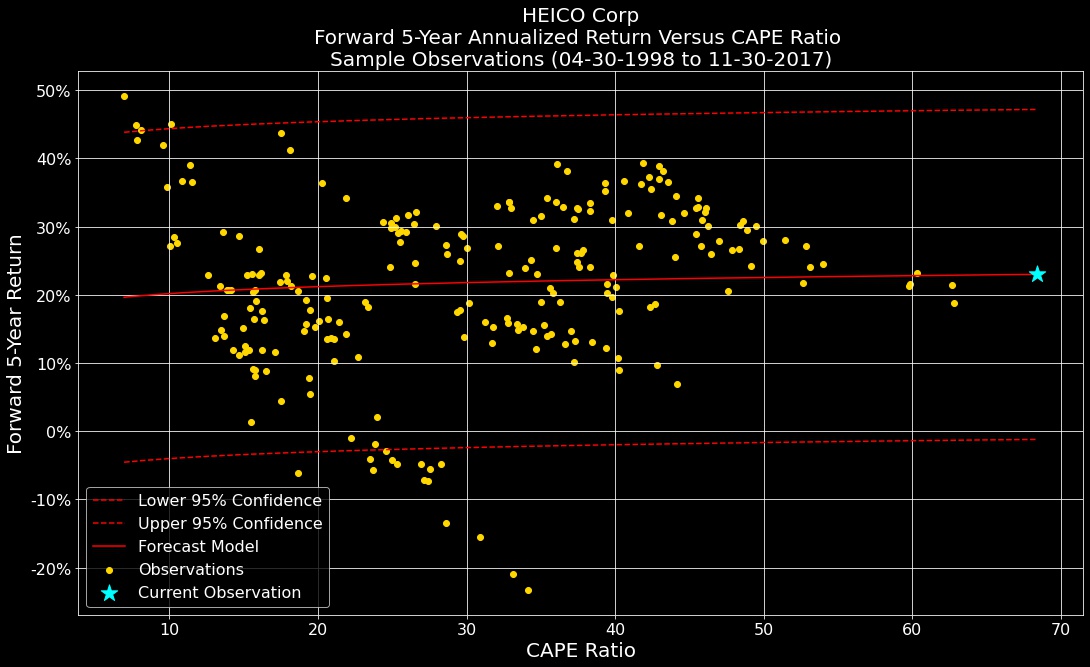 HEICO Corp
Forward 5-Year Annualized Return Versus CAPE Ratio
Sample Observations (04-30-1998 to 11-30-2017)
Forward 5-Year Return
50%
40%
30%
20%
10%
0%
-10%
-20%
Lower 95% Confidence
Upper 95% Confidence
Forecast Model
Observations
Current Observation
10 20 30 40 50 60 70
CAPE Ratio